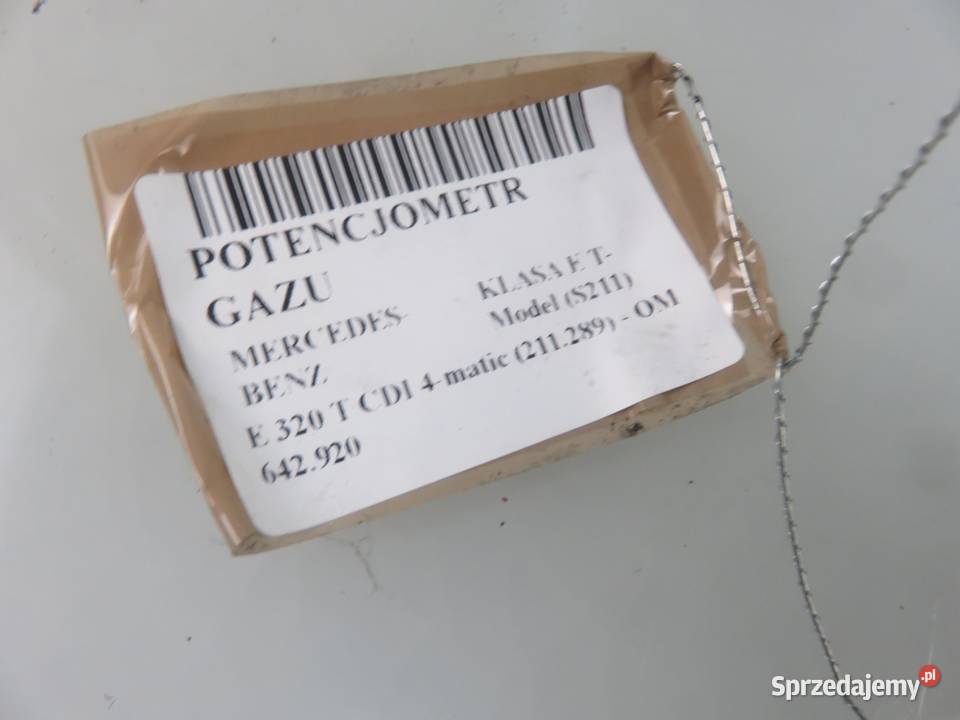 POTENCJOMETR
GAZU
MERCEDES-
BENZ
KLASA E T-
Model (S211)
E 320 T CDI 4-matic (211.289) - OM
642.920
Sprzedajemy.pl